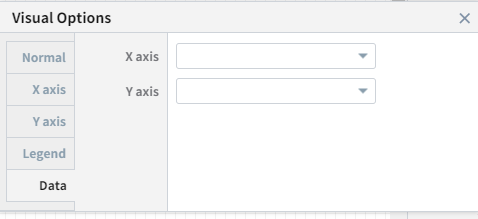 Visual Options
Normal
X axis
Y axis
Legend
Data
X axis
Y axis